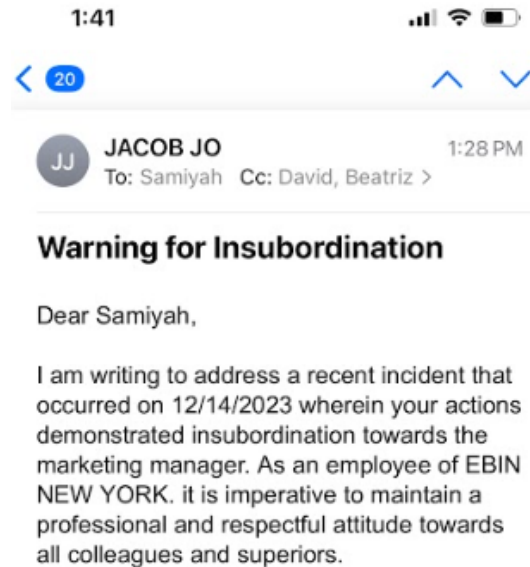 1:41
20
JJ
JACOB JO
1:28 PM
To: Samiyah Cc: David, Beatriz >
Warning for Insubordination
Dear Samiyah,
I am writing to address a recent incident that
occurred on 12/14/2023 wherein your actions
demonstrated insubordination towards the
marketing manager. As an employee of EBIN
NEW YORK. it is imperative to maintain a
professional and respectful attitude towards
all colleagues and superiors.